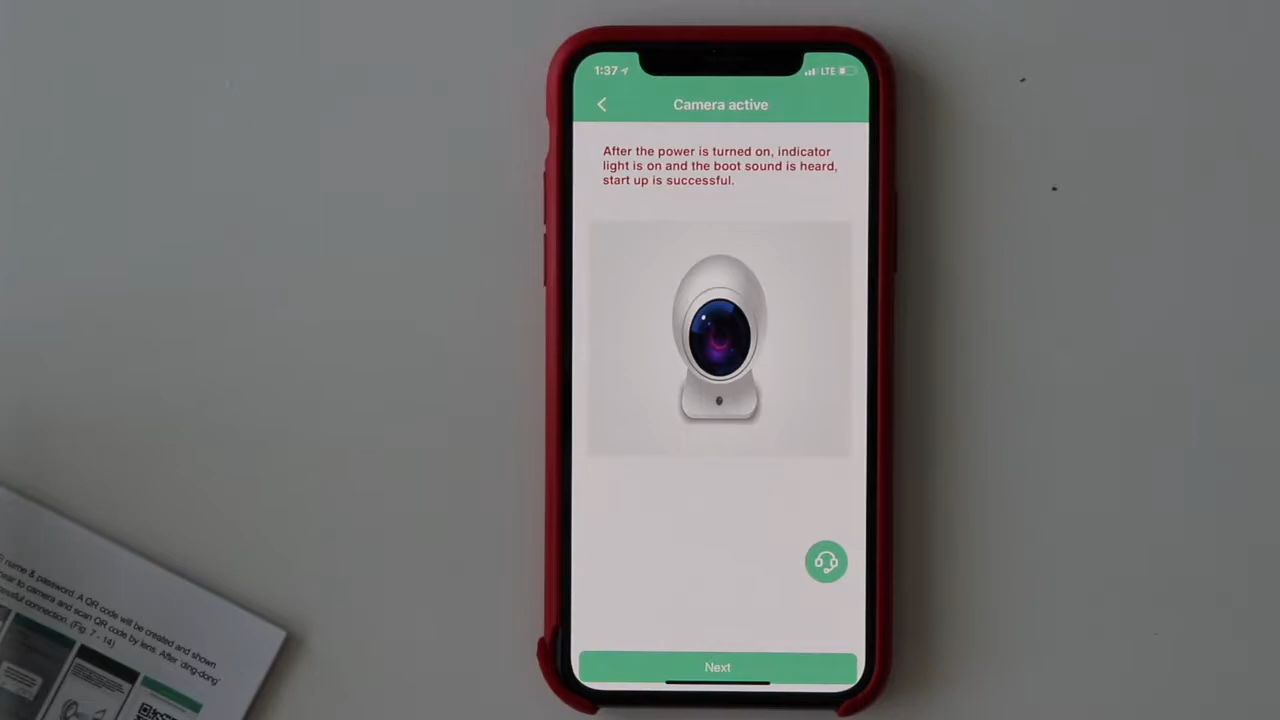 1:37
LTE
Camera active
After the power is turned on, indicator
light is on and the boot sound is heard,
start up is successful.
Next
name & password. A QR code will be created and shown
to camera and scan QR code by lens. After 'ding-dong'
connection. (Fig. 7 - 14)